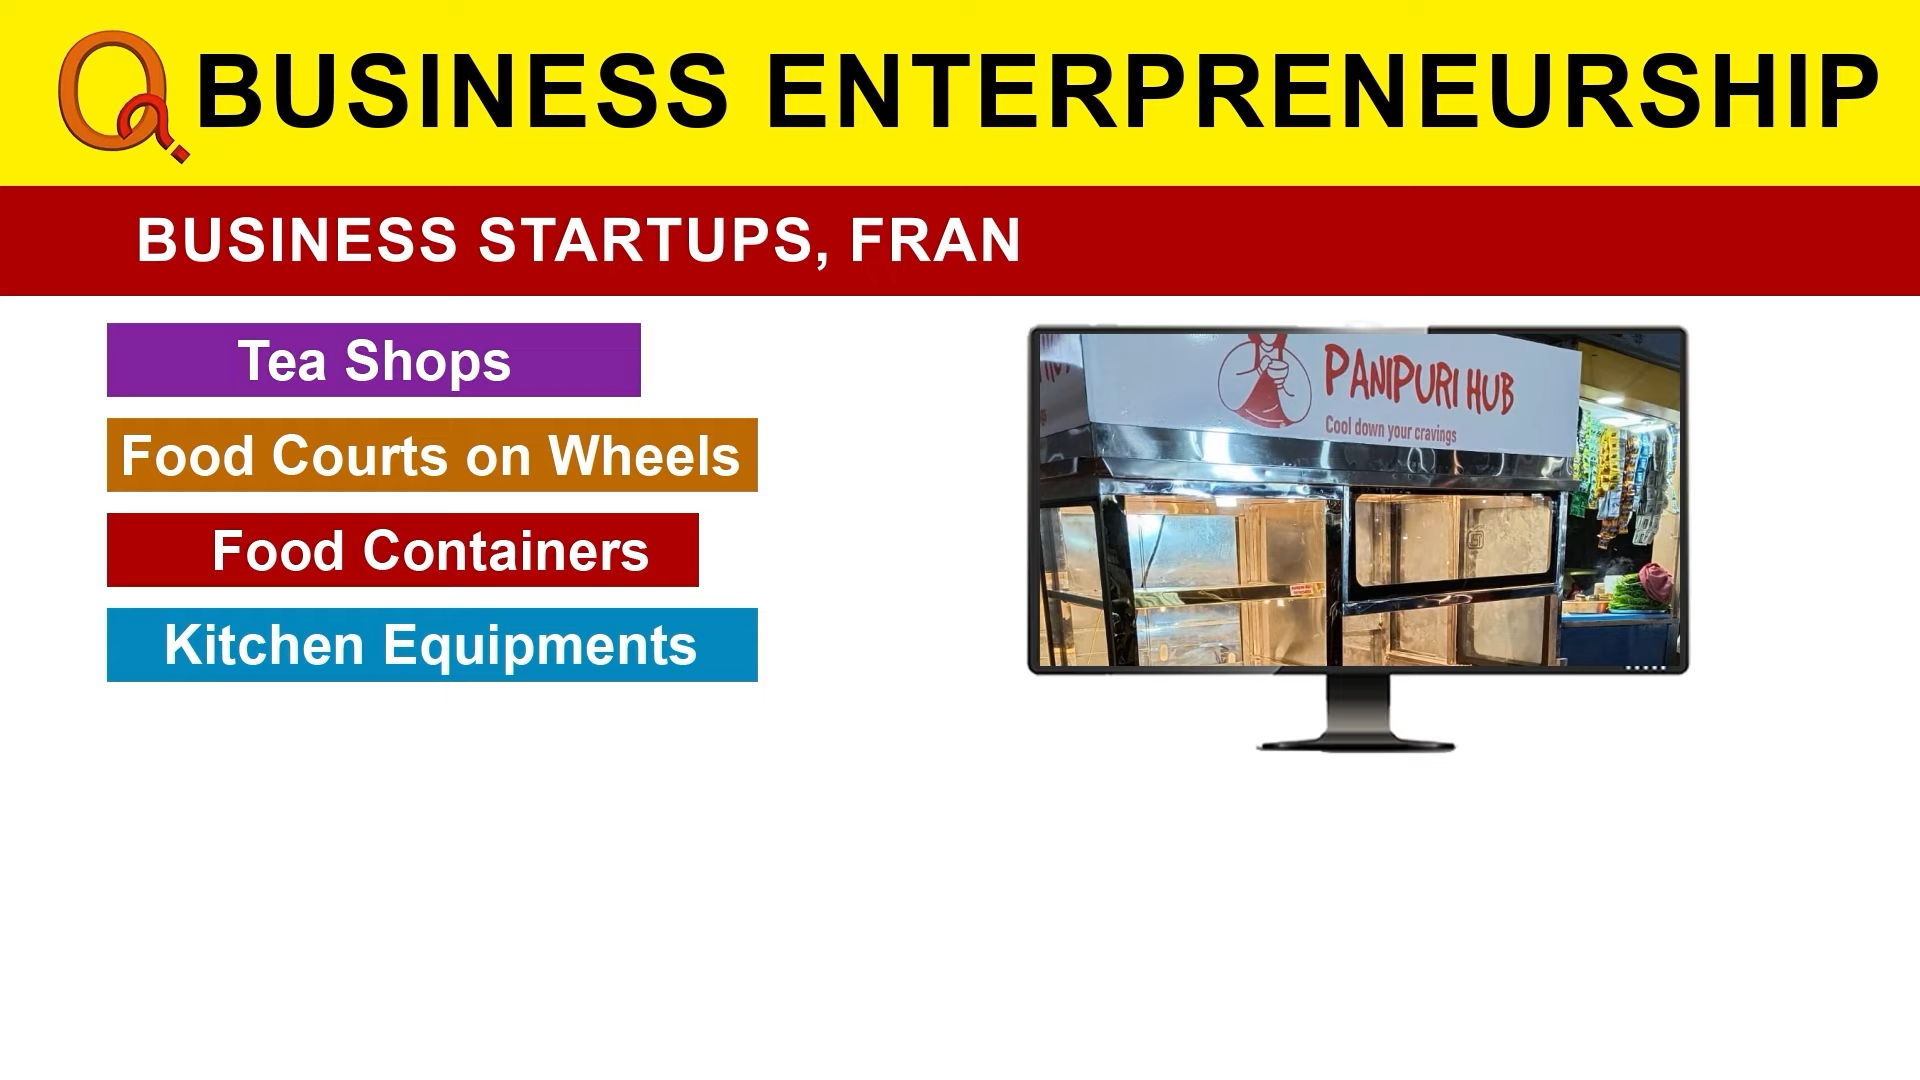 Q BUSINESS ENTERPRENEURSHIP
BUSINESS STARTUPS, FRAN
Tea Shops
Food Courts on Wheels
Food Containers
Kitchen Equipments
PANIPURI HUB
Cool down your cravings